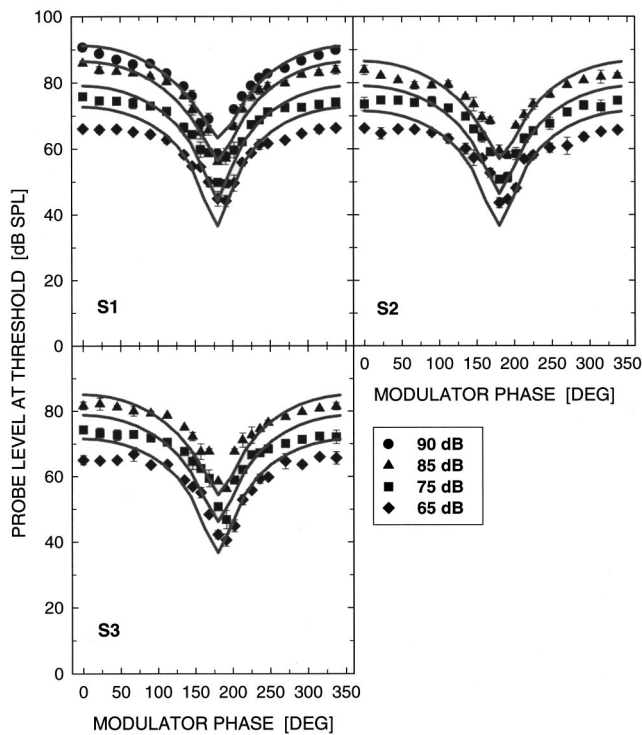 100
80
60
40
20
0
PROBE LEVEL AT THRESHOLD [dB SPL]
S1
S2
0 50 100 150 200 250 300 350
MODULATOR PHASE [DEG]
80
60
40
20
0
S3
0 50 100 150 200 250 300 350
MODULATOR PHASE [DEG]
90 dB
85 dB
75 dB
65 dB